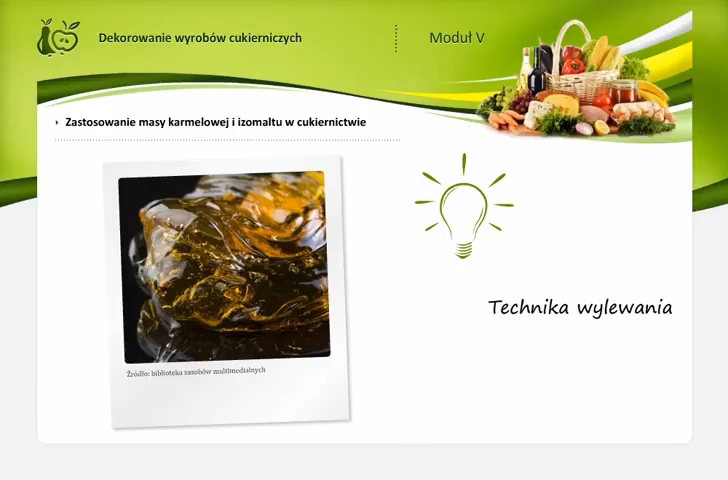 Dekorowanie wyrobów cukierniczych
Moduł V
Zastosowanie masy karmelowej i izomaltu w cukiernictwie
Technika wylewania
Źródło: biblioteka zasobów multimedialnych